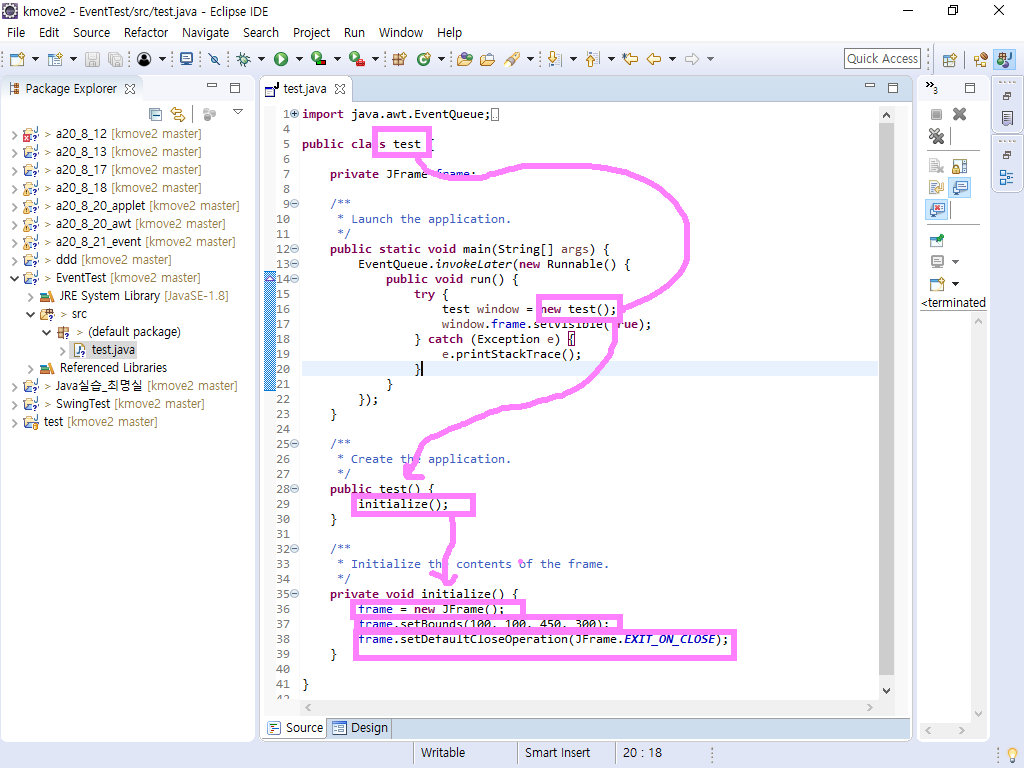 kmove2 - EventTest/src/test.java - Eclipse IDE
File Edit Source Refactor Navigate Search Project Run Window Help
Quick Access
Package Explorer
> a20_8_12 [kmove2 master]
> a20_8_13 [kmove2 master]
> a20_8_17 [kmove2 master]
> a20_8_18 [kmove2 master]
> a20_8_20_applet [kmove2 master]
> a20_8_20_awt [kmove2 master]
> a20_8_21_event [kmove2 master]
ddd [kmove2 master]
> EventTest [kmove2 master]
JRE System Library [JavaSE-1.8]
> src
> (default package)
test.java
Referenced Libraries
> Java실습_최명실 [kmove2 master]
> SwingTest [kmove2 master]
test [kmove2 master]
test.java
1 import java.awt.EventQueue;
4
5 public class test {
6
7 private JFrame frame;
8
9 /**
10 * Launch the application.
11 */
12 public static void main(String[] args) {
13 EventQueue.invokeLater(new Runnable() {
14 public void run() {
15 try {
16 test window = new test();
17 window.frame.setVisible(true);
18 } catch (Exception e) {
19 e.printStackTrace();
20 }
21 }
22 });
23 }
24
25 /**
26 * Create the application.
27 */
28 public test() {
29 initialize();
30 }
31
32 /**
33 * Initialize the contents of the frame.
34 */
35 private void initialize() {
36 frame = new JFrame();
37 frame.setBounds(100, 100, 450, 300);
38 frame.setDefaultCloseOperation(JFrame.EXIT_ON_CLOSE);
39 }
40
41 }
42
Source Design
»3
<terminated
Writable Smart Insert 20 : 18